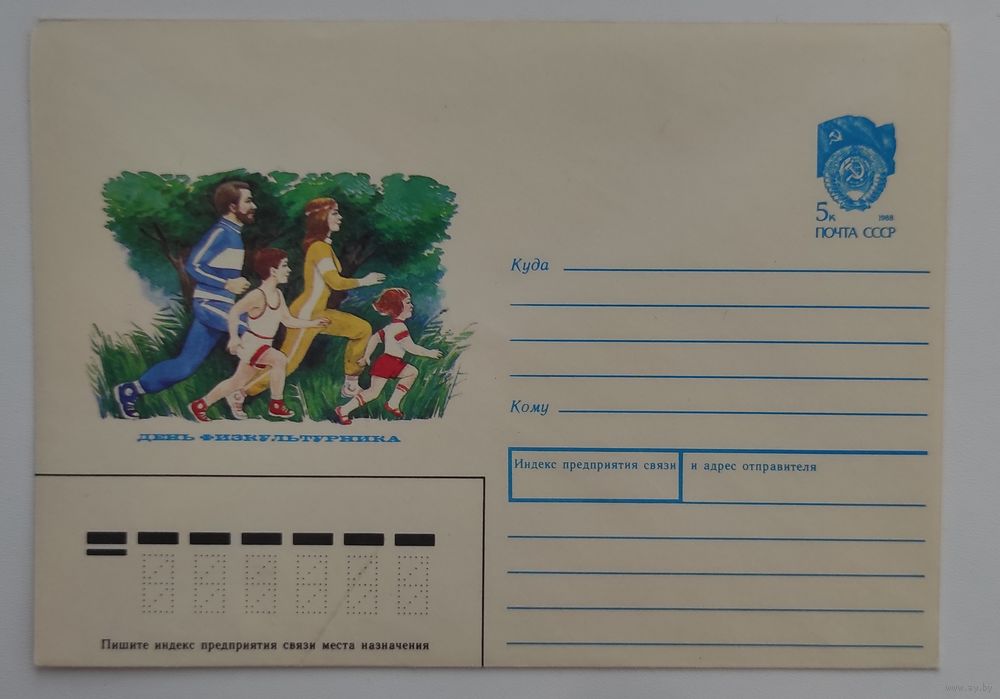 5к 1988
ПОЧТА СССР
Куда
Кому
Индекс предприятия связи и адрес отправителя
ДЕНЬ ФИЗКУЛЬТУРНИКА
Пишите индекс предприятия связи места назначения
www.ay.by